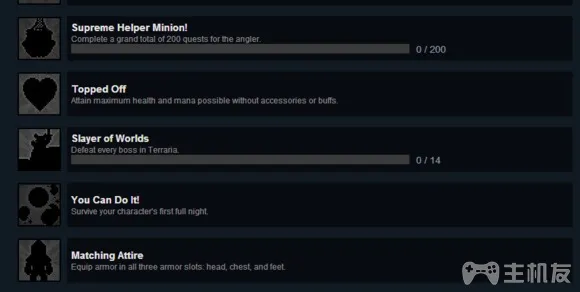 Supreme Helper Minion!
Complete a grand total of 200 quests for the angler.
0 / 200
Topped Off
Attain maximum health and mana possible without accessories or buffs.
Slayer of Worlds
Defeat every boss in Terraria.
0 / 14
You Can Do It!
Survive your character's first full night.
Matching Attire
Equip armor in all three armor slots: head, chest, and feet.
主机友